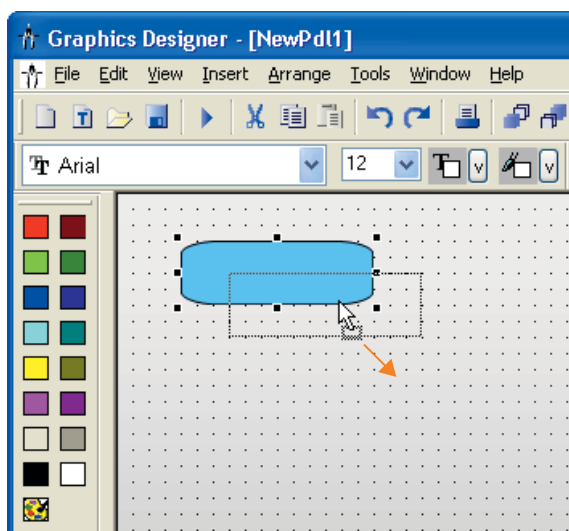 Graphics Designer - [NewPdl1]
File Edit View Insert Arrange Tools Window Help
Arial 12